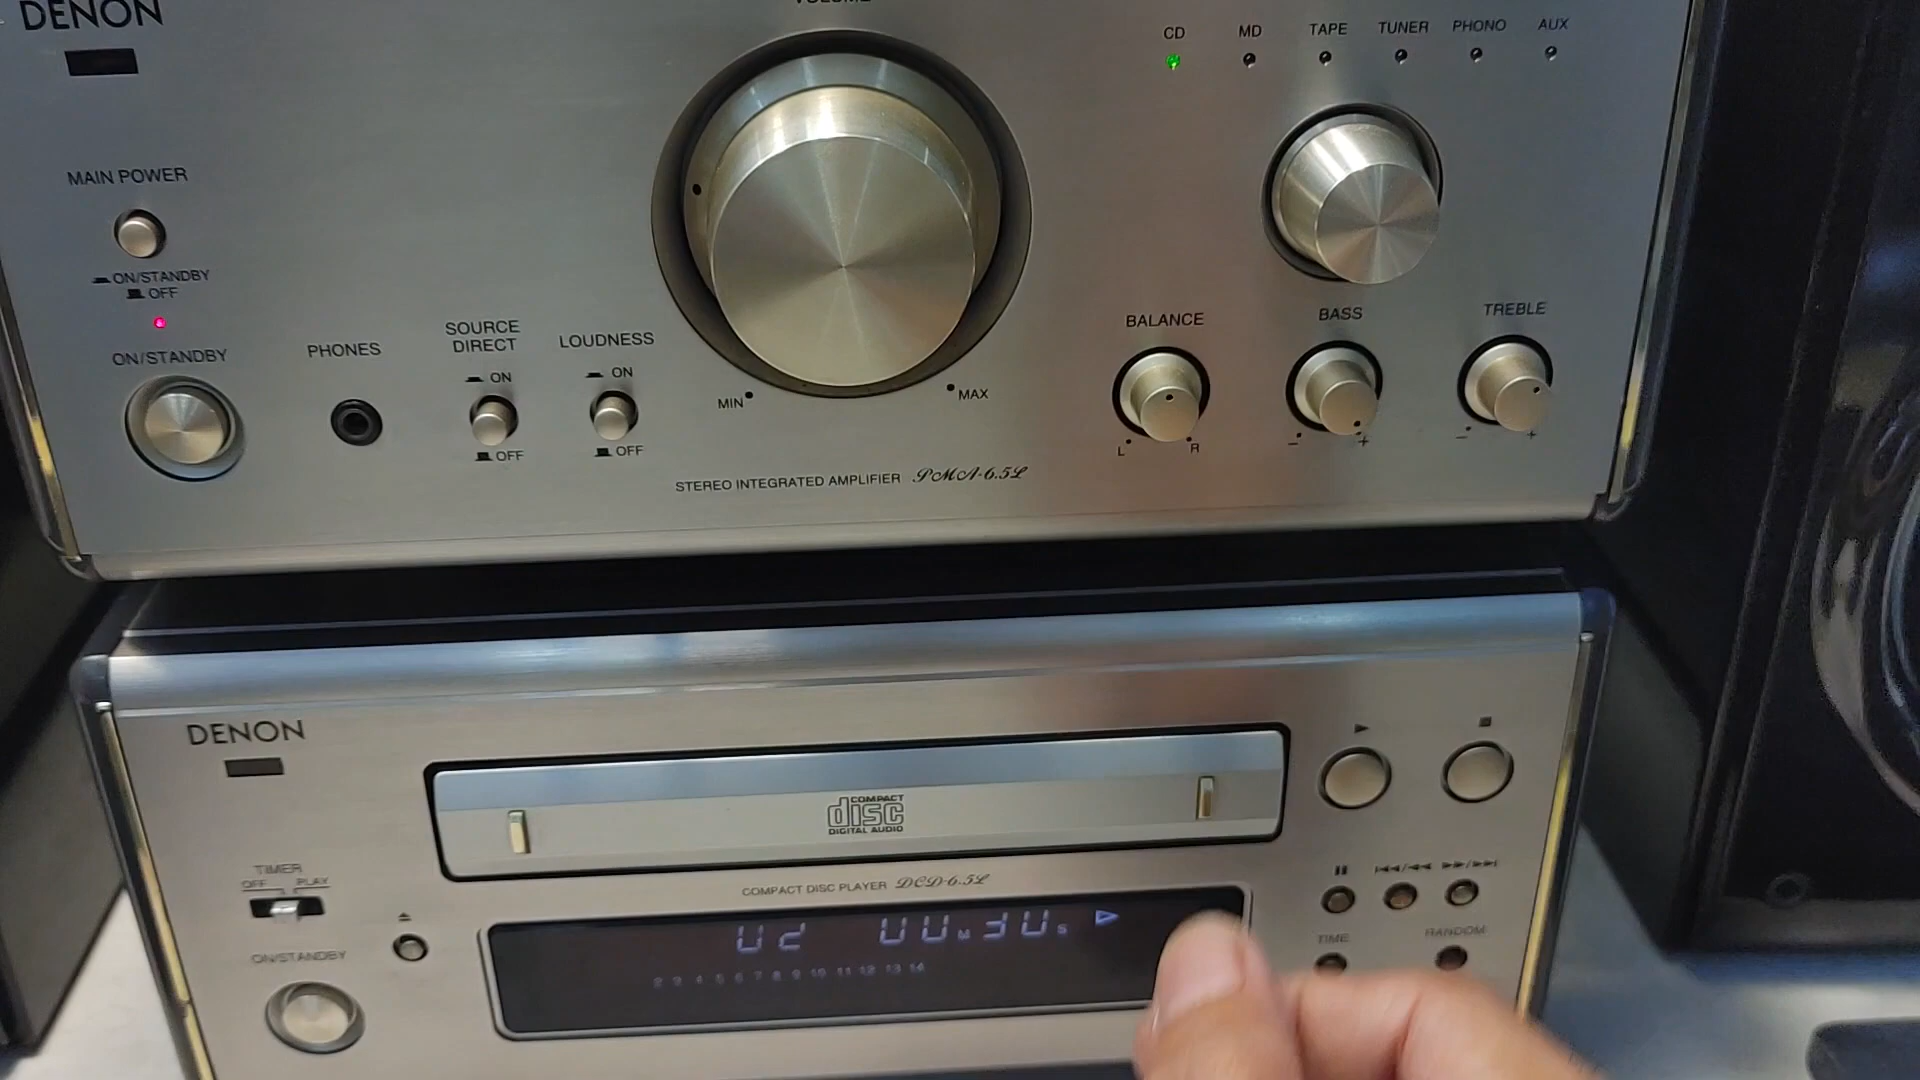 DENON
VOLUME
CD MD TAPE TUNER PHONO AUX
MAIN POWER
ON/STANDBY
OFF
ON/STANDBY
PHONES
SOURCE
DIRECT
ON
OFF
LOUDNESS
ON
OFF
MIN
MAX
BALANCE
L R
BASS
− +
TREBLE
− +
STEREO INTEGRATED AMPLIFIER PMA-6.5L
DENON
COMPACT
disc
DIGITAL AUDIO
TIMER
OFF PLAY
COMPACT DISC PLAYER DCD-6.5L
ON/STANDBY
TIME
RANDOM
02 00M 30S
2 3 4 5 6 7 8 9 10 11 12 13 14